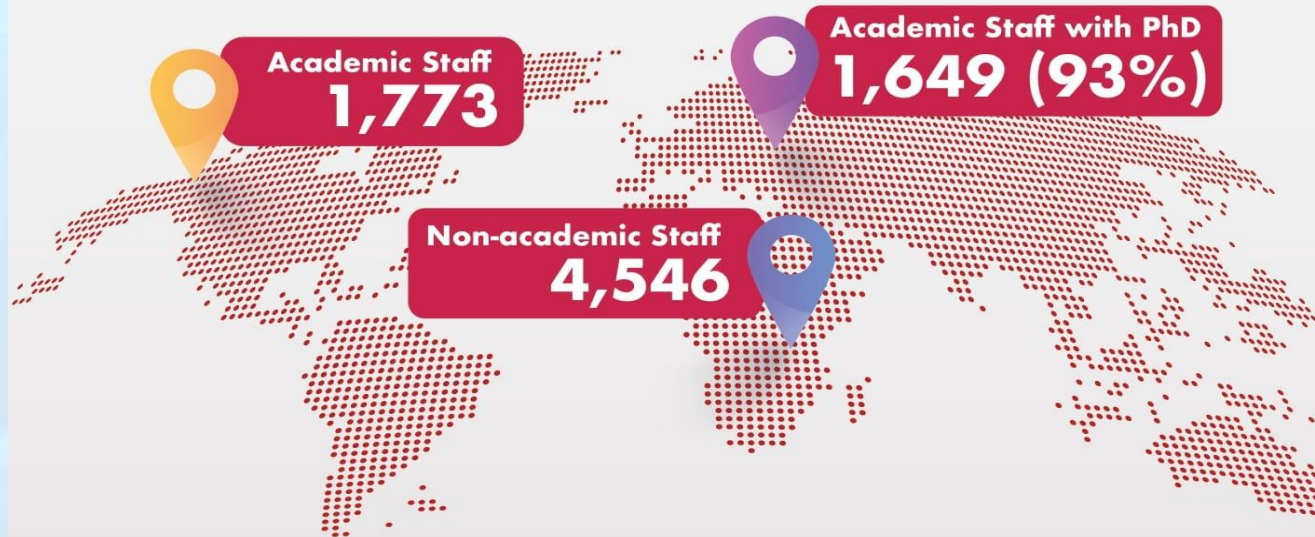 Academic Staff
1,773
Academic Staff with PhD
1,649 (93%)
Non-academic Staff
4,546